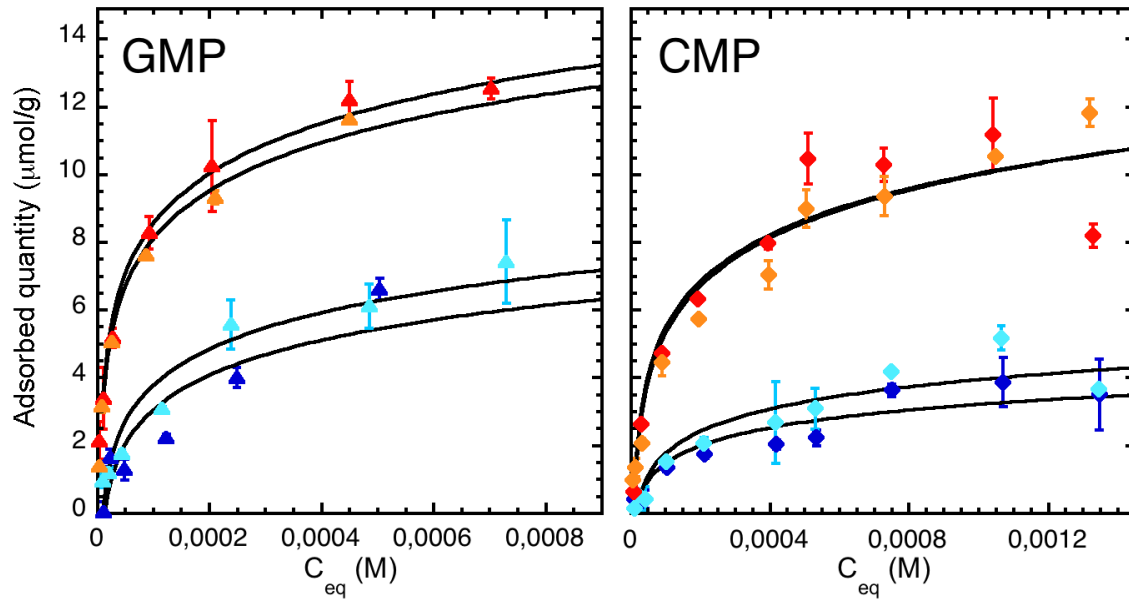 GMP
CMP
Adsorbed quantity (μmol/g)
14
12
10
8
6
4
2
0
0 0,0002 0,0004 0,0006 0,0008
0 0,0004 0,0008 0,0012
C_eq (M)
C_eq (M)